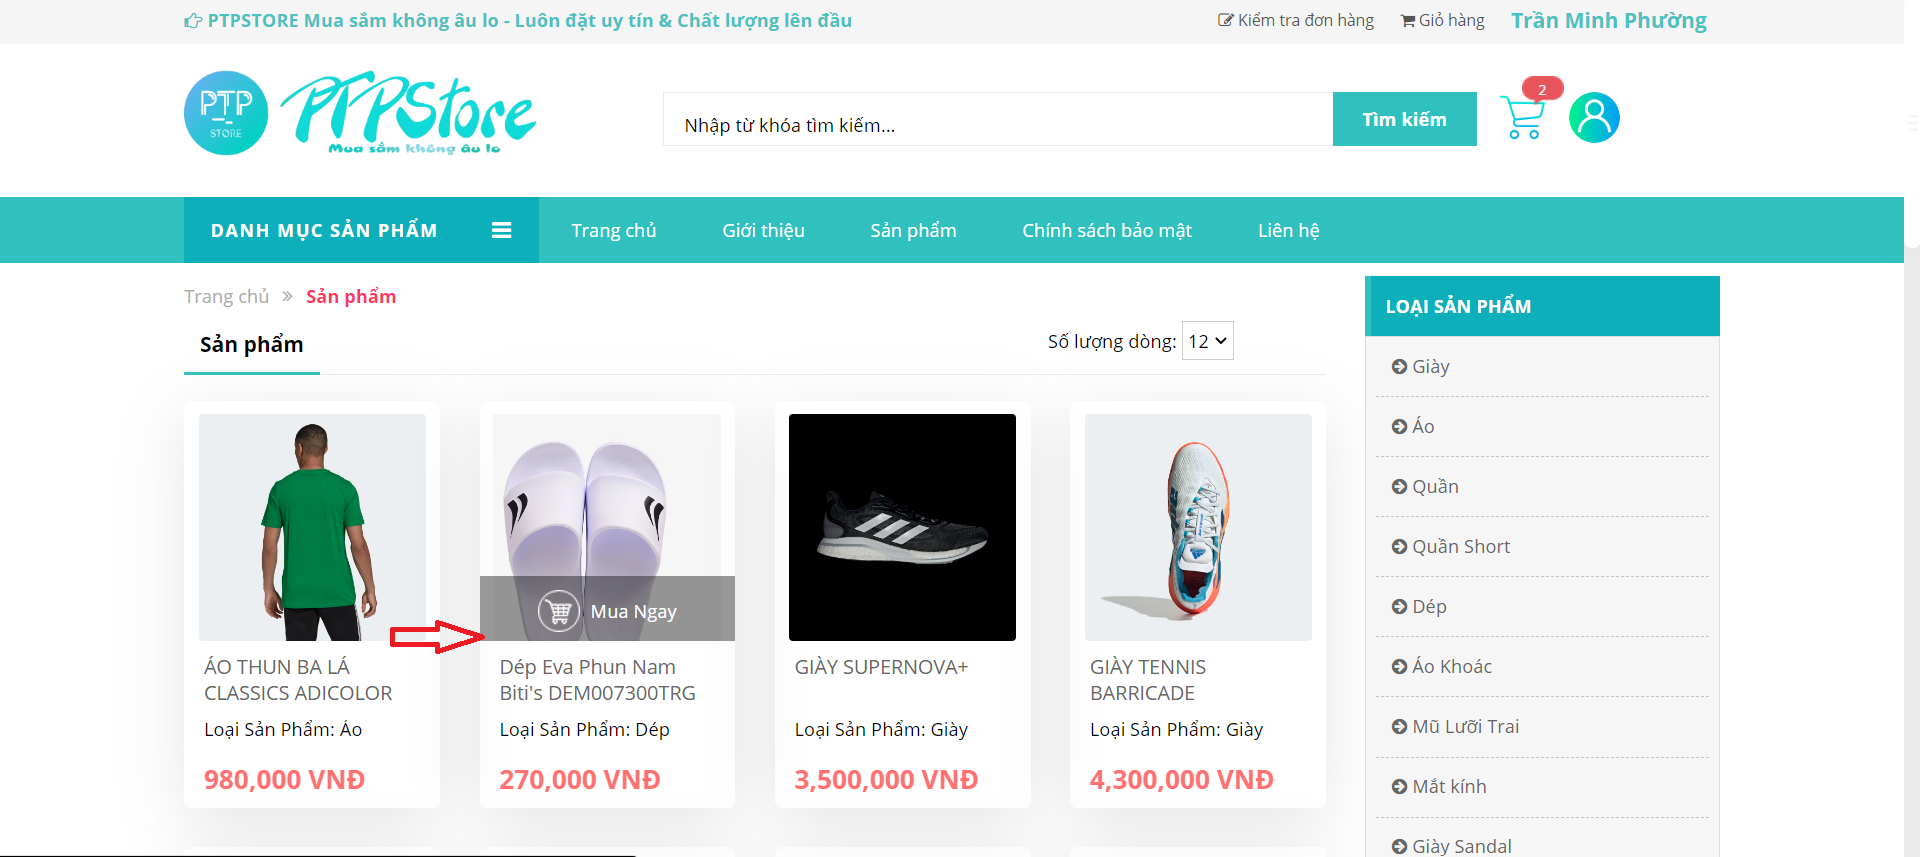 PTPSTORE Mua sắm không âu lo - Luôn đặt uy tín & Chất lượng lên đầu
Kiểm tra đơn hàng Giỏ hàng Trần Minh Phường
PTP
STORE
PTPStore
Mua sắm không âu lo
Nhập từ khóa tìm kiếm...
Tìm kiếm
2
DANH MỤC SẢN PHẨM Trang chủ Giới thiệu Sản phẩm Chính sách bảo mật Liên hệ
Trang chủ » Sản phẩm
Sản phẩm
Số lượng dòng: 12
Mua Ngay
ÁO THUN BA LÁ
CLASSICS ADICOLOR
Loại Sản Phẩm: Áo
980,000 VNĐ
Dép Eva Phun Nam
Biti's DEM007300TRG
Loại Sản Phẩm: Dép
270,000 VNĐ
GIÀY SUPERNOVA+
Loại Sản Phẩm: Giày
3,500,000 VNĐ
GIÀY TENNIS
BARRICADE
Loại Sản Phẩm: Giày
4,300,000 VNĐ
LOẠI SẢN PHẨM
Giày
Áo
Quần
Quần Short
Dép
Áo Khoác
Mũ Lưỡi Trai
Mắt kính
Giày Sandal